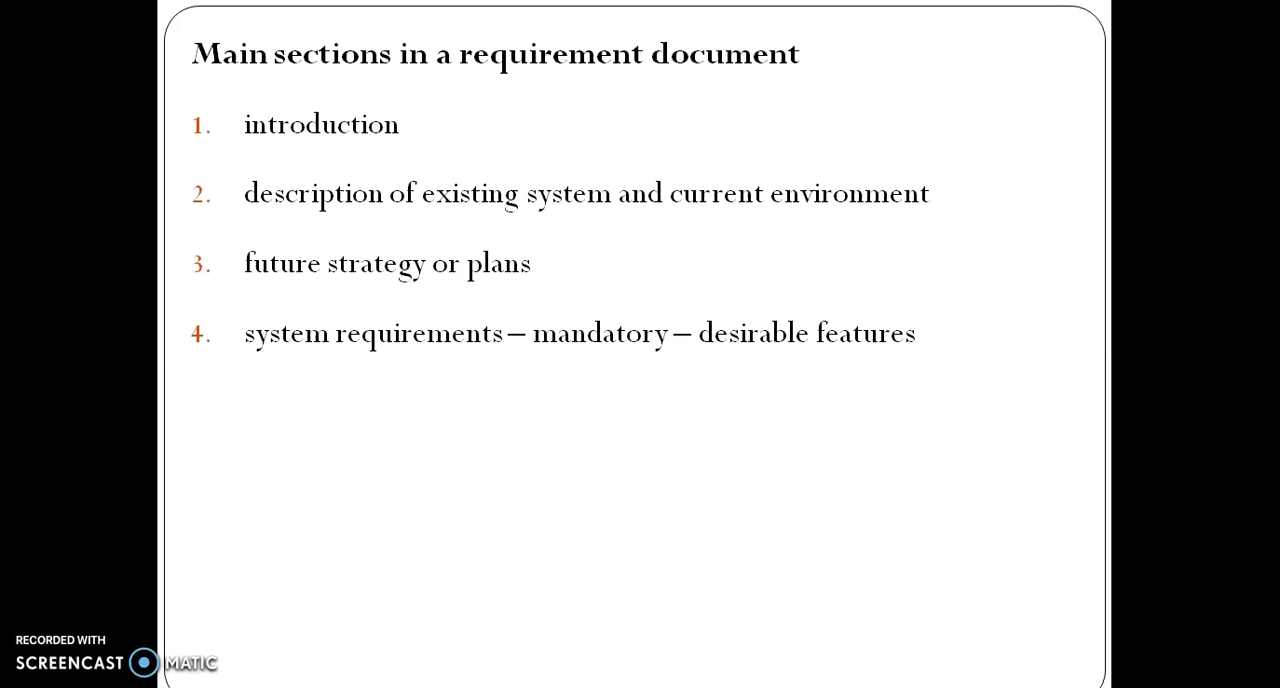 Main sections in a requirement document
1. introduction
2. description of existing system and current environment
3. future strategy or plans
4. system requirements – mandatory – desirable features
RECORDED WITH
SCREENCAST MATIC